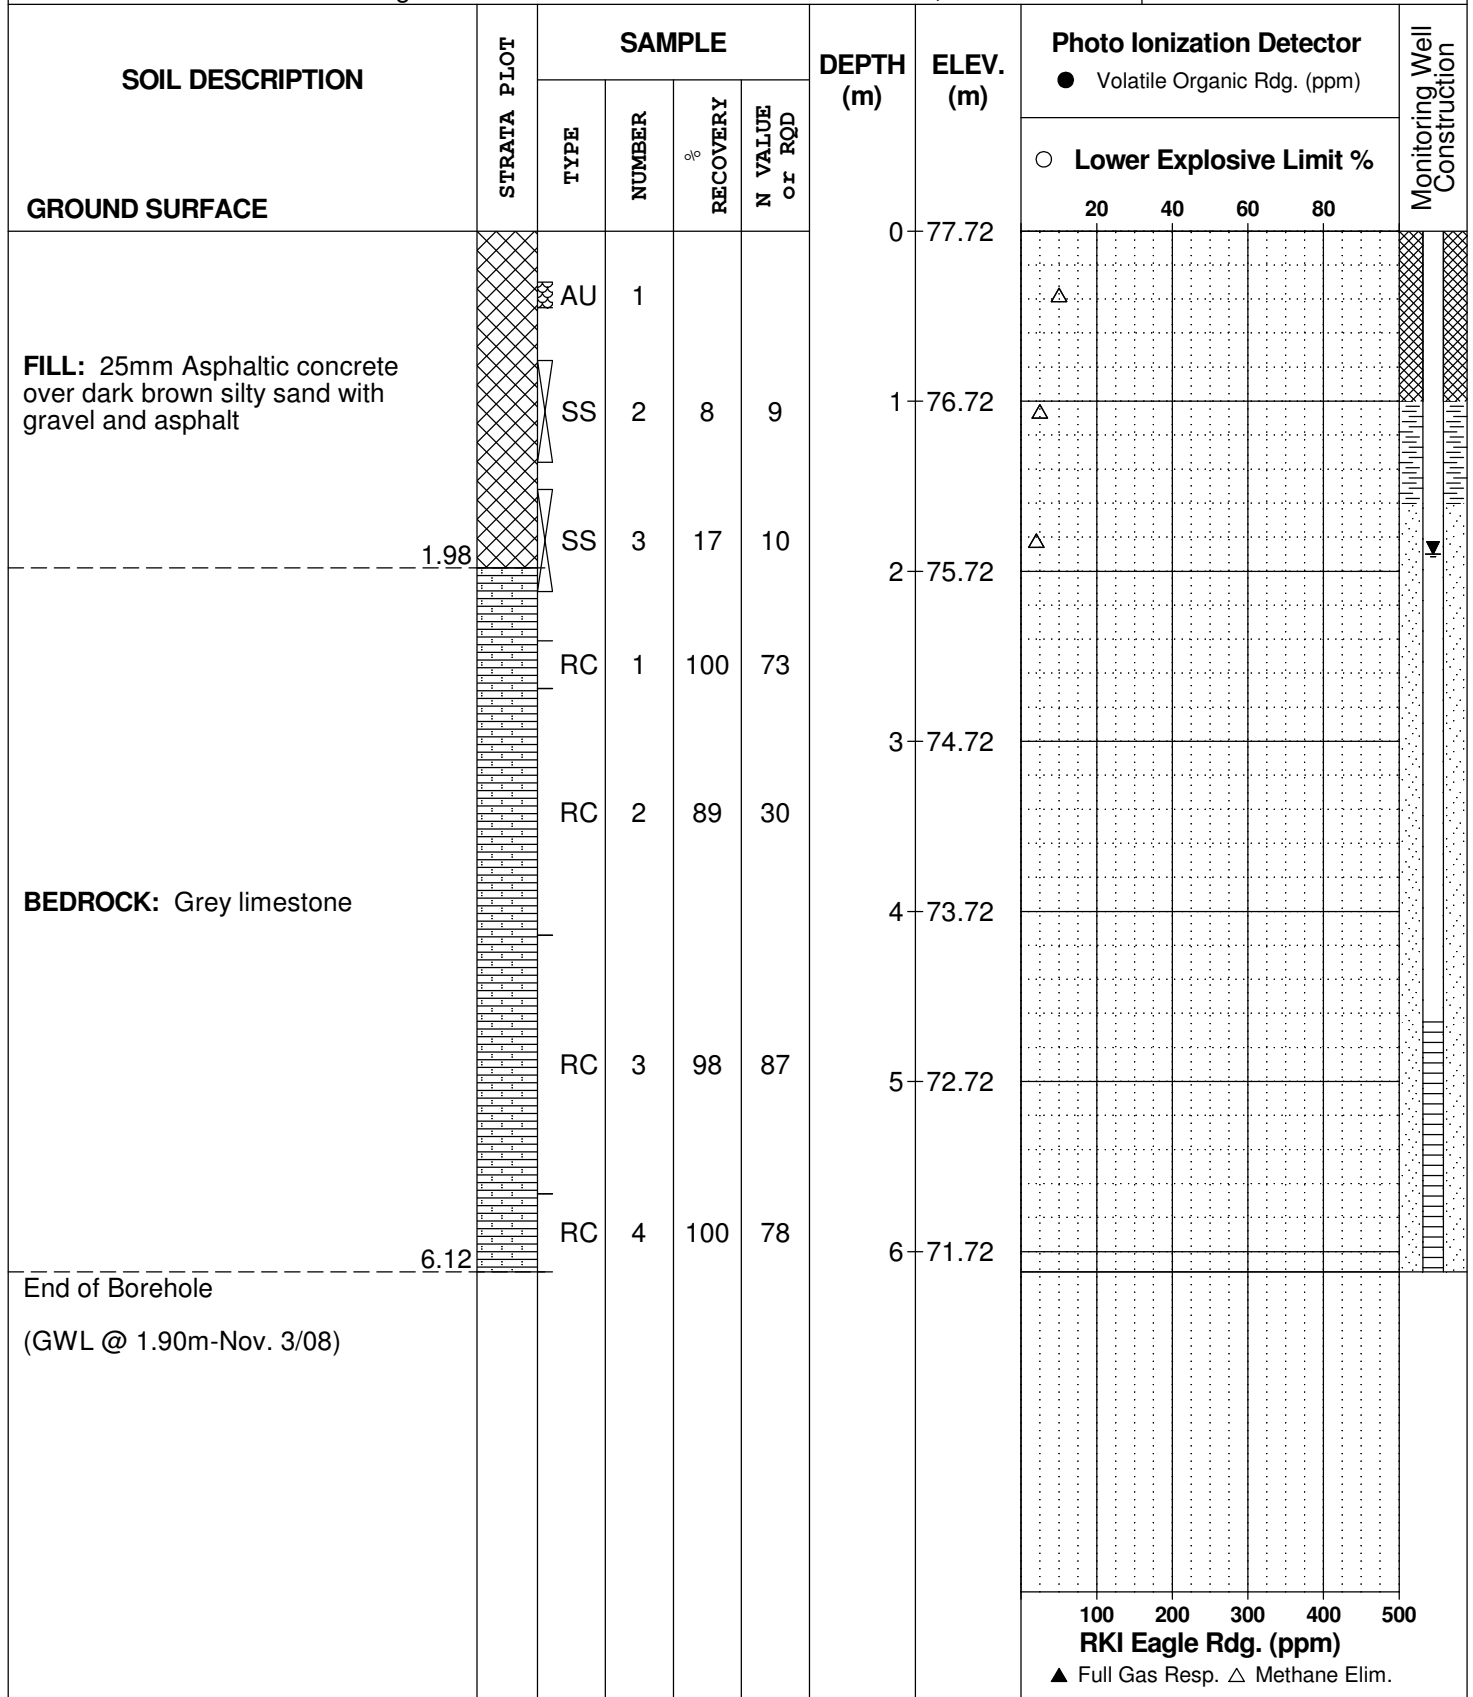 SOIL DESCRIPTION
GROUND SURFACE
STRATA PLOT
SAMPLE
TYPE
NUMBER
%
RECOVERY
N VALUE
or RQD
DEPTH
(m)
ELEV.
(m)
Photo Ionization Detector
● Volatile Organic Rdg. (ppm)
○ Lower Explosive Limit %
20 40 60 80
Monitoring Well
Construction
0 77.72
AU 1
FILL: 25mm Asphaltic concrete
over dark brown silty sand with
gravel and asphalt
1 76.72
SS 2 8 9
SS 3 17 10
1.98
2 75.72
RC 1 100 73
3 74.72
RC 2 89 30
BEDROCK: Grey limestone
4 73.72
RC 3 98 87
5 72.72
RC 4 100 78
6 71.72
6.12
End of Borehole
(GWL @ 1.90m-Nov. 3/08)
100 200 300 400 500
RKI Eagle Rdg. (ppm)
▲ Full Gas Resp. △ Methane Elim.